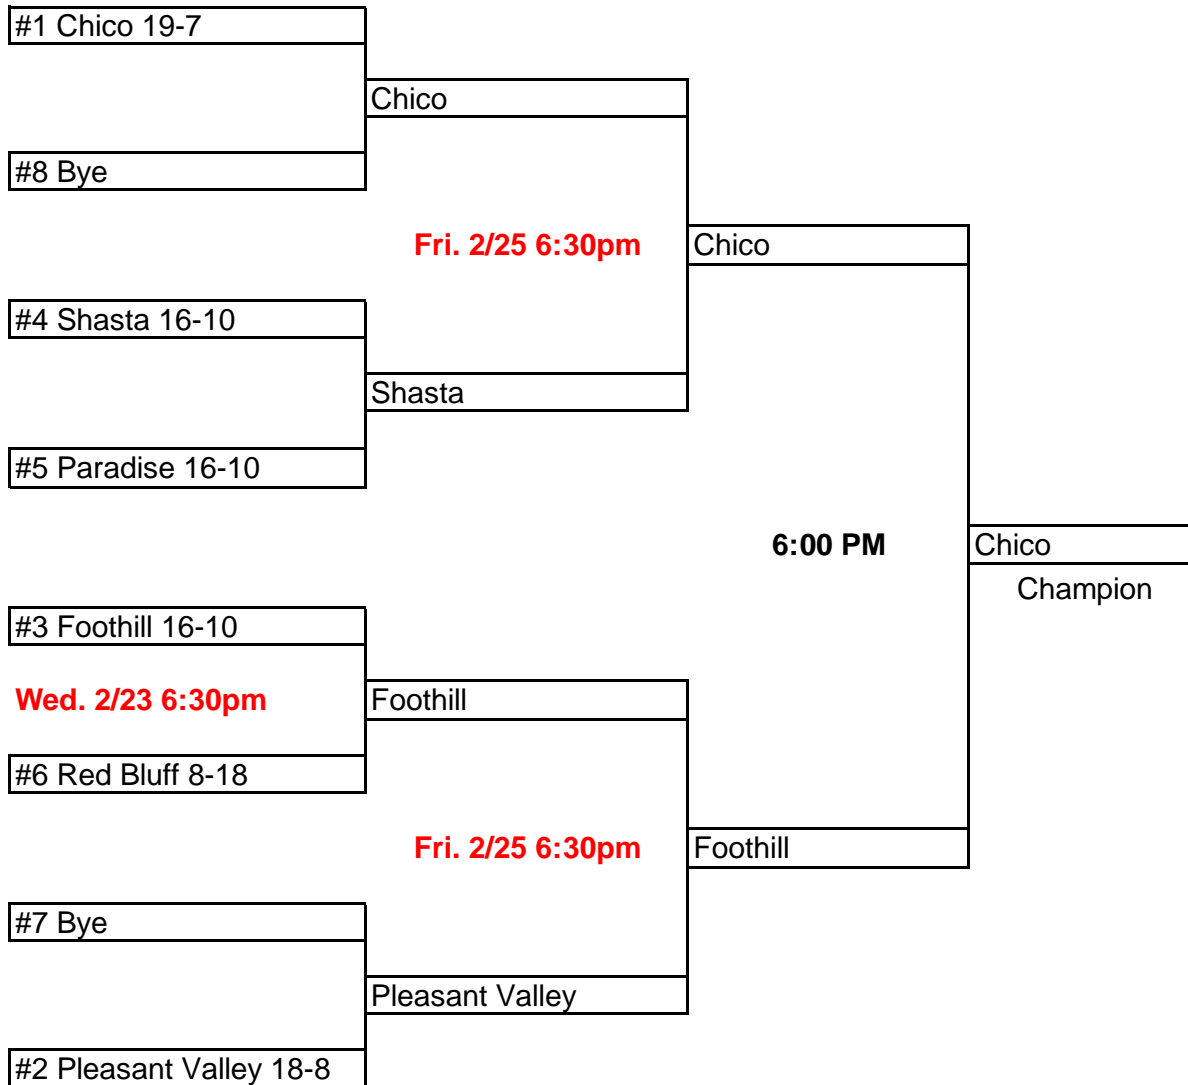 #1 Chico 19-7
Chico
#8 Bye
Fri. 2/25 6:30pm
Chico
#4 Shasta 16-10
Shasta
#5 Paradise 16-10
6:00 PM
Chico
Champion
#3 Foothill 16-10
Wed. 2/23 6:30pm
Foothill
#6 Red Bluff 8-18
Fri. 2/25 6:30pm
Foothill
#7 Bye
Pleasant Valley
#2 Pleasant Valley 18-8